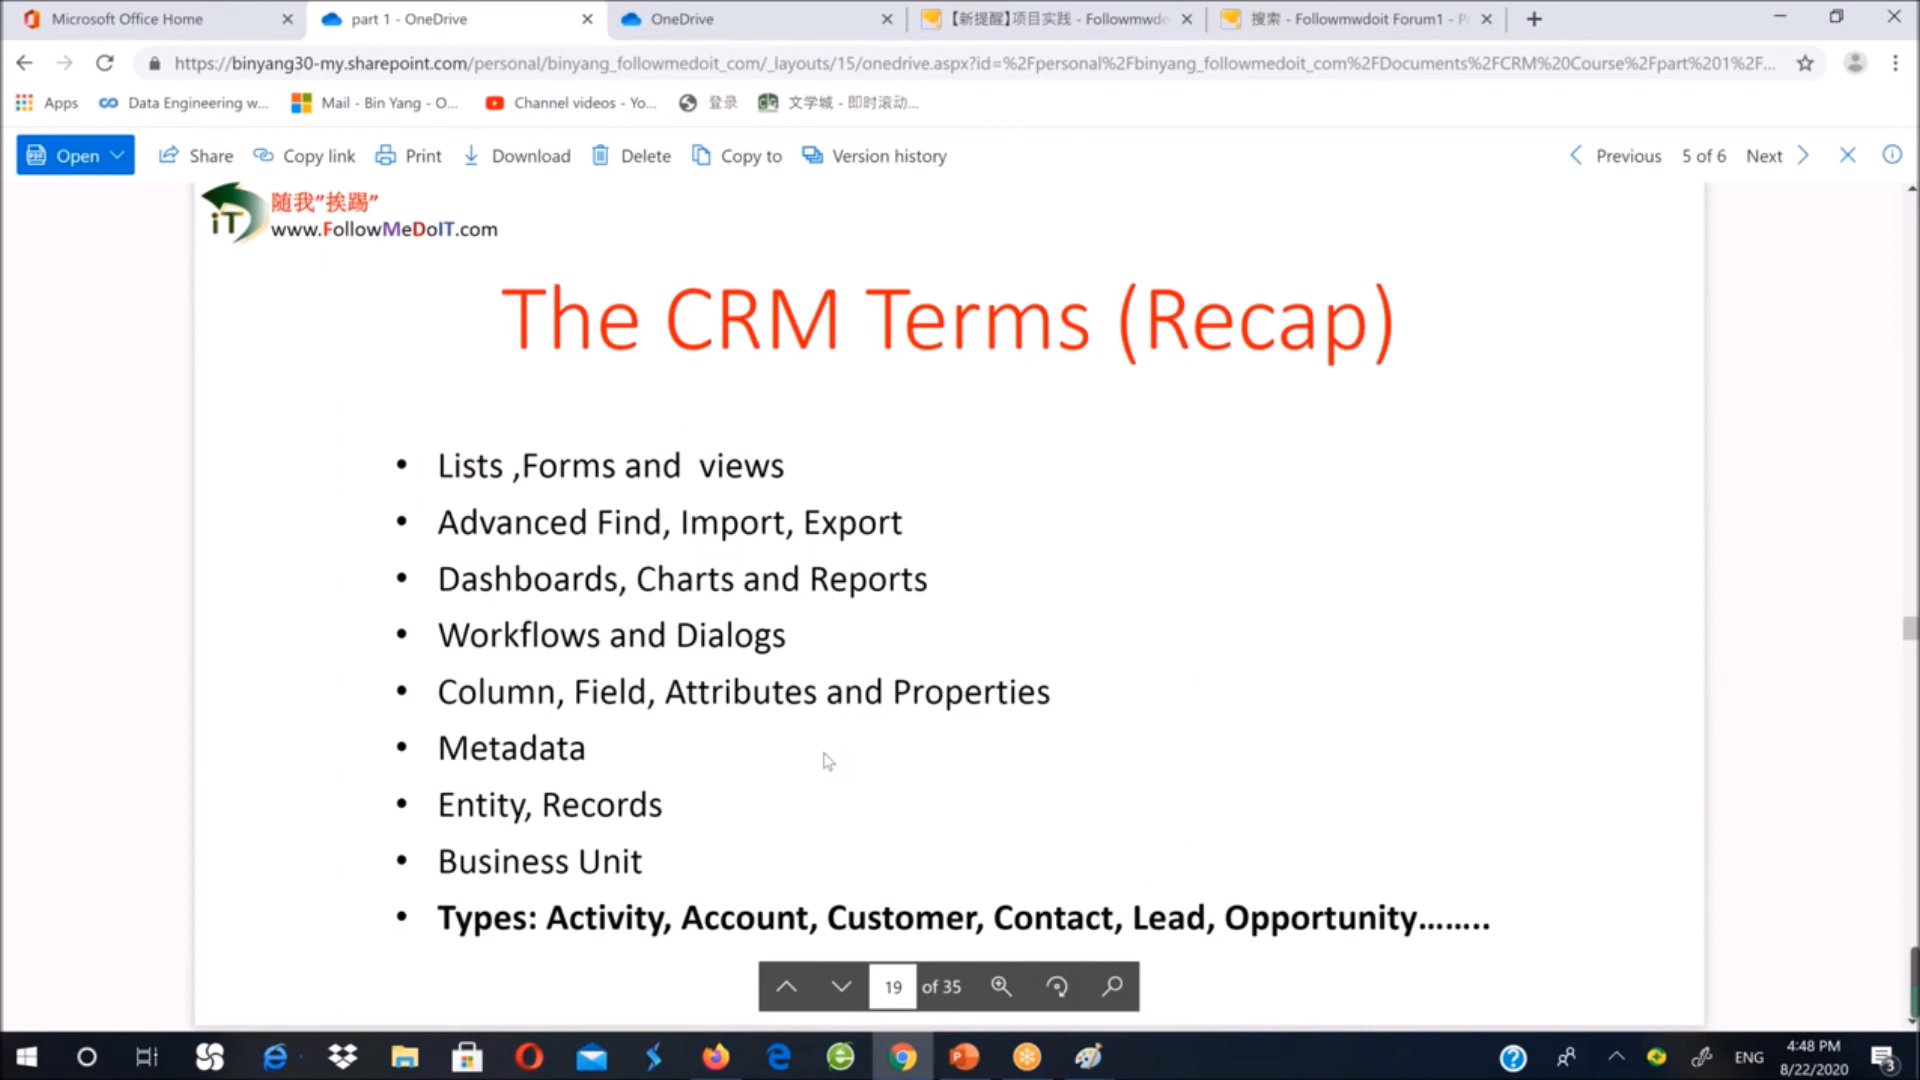 Microsoft Office Home
part 1 - OneDrive
OneDrive
【新提醒】项目实践 - Followmwdo
搜索 - Followmwdoit Forum1 - P
https://binyang30-my.sharepoint.com/personal/binyang_followmedoit_com/_layouts/15/onedrive.aspx?id=%2Fpersonal%2Fbinyang_followmedoit_com%2FDocuments%2FCRM%20Course%2Fpart%201%2F...
Apps
Data Engineering w...
Mail - Bin Yang - O...
Channel videos - Yo...
登录
文学城 - 即时滚动...
Open
Share
Copy link
Print
Download
Delete
Copy to
Version history
Previous
5 of 6
Next
iT
随我”挨踢”
www.FollowMeDoIT.com
The CRM Terms (Recap)
• Lists ,Forms and views
• Advanced Find, Import, Export
• Dashboards, Charts and Reports
• Workflows and Dialogs
• Column, Field, Attributes and Properties
• Metadata
• Entity, Records
• Business Unit
• Types: Activity, Account, Customer, Contact, Lead, Opportunity……..
19 of 35
ENG
4:48 PM
8/22/2020
3